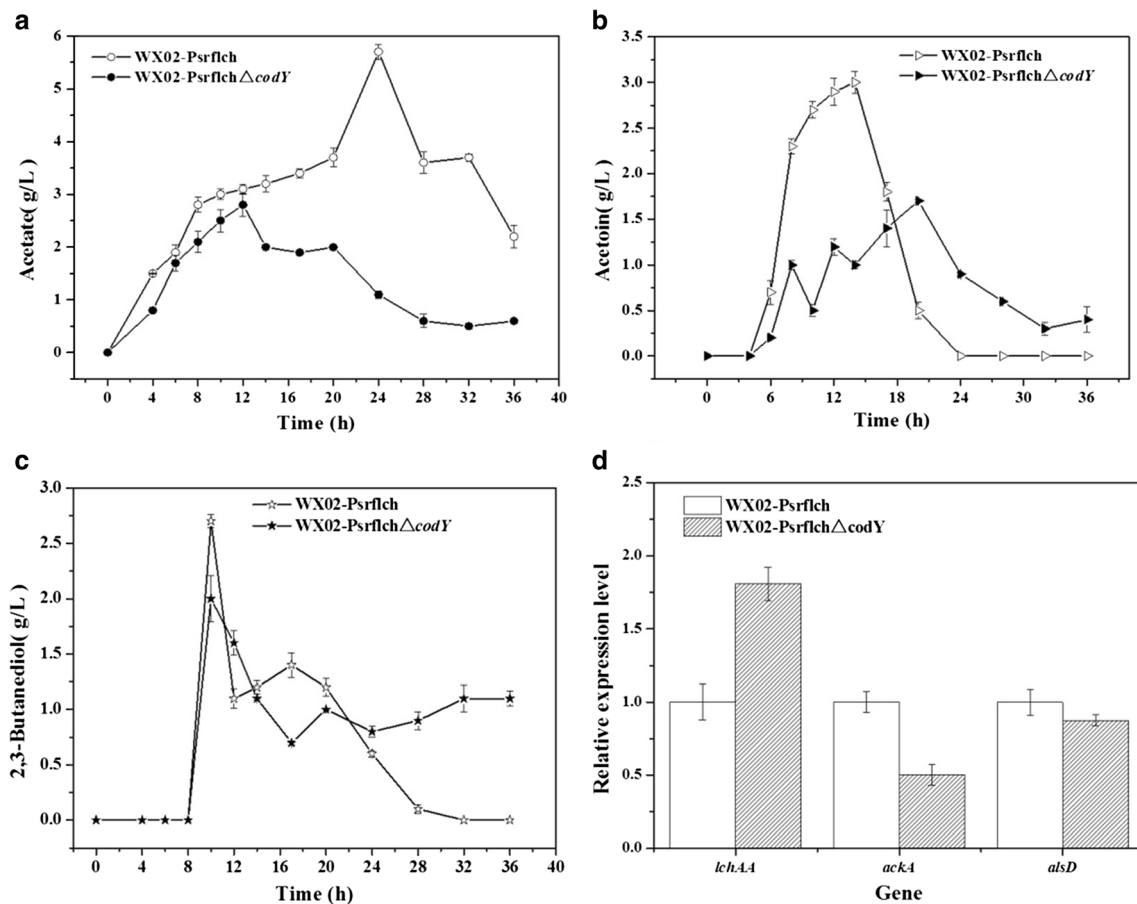 a
6
5
4
3
2
1
0
Acetate( g/L )
WX02-Psrflch
WX02-Psrflch△codY
0 4 8 12 16 20 24 28 32 36 40
Time (h)
b
3.5
3.0
2.5
2.0
1.5
1.0
0.5
0.0
Acetoin( g/L )
WX02-Psrflch
WX02-Psrflch△codY
0 6 12 18 24 30 36
Time (h)
c
3.0
2.5
2.0
1.5
1.0
0.5
0.0
2,3-Butanediol( g/L )
WX02-Psrflch
WX02-Psrflch△codY
0 4 8 12 16 20 24 28 32 36 40
Time (h)
d
2.5
2.0
1.5
1.0
0.5
0.0
Relative expression level
WX02-Psrflch
WX02-Psrflch△codY
lchAA ackA alsD
Gene